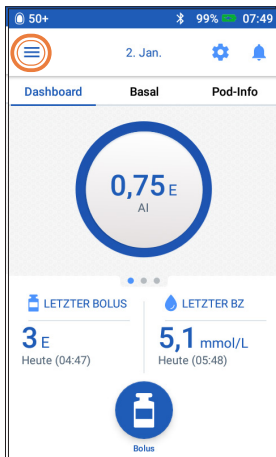 50+ 99% 07:49
2. Jan.
Dashboard Basal Pod-Info
0,75 E
AI
LETZTER BOLUS LETZTER BZ
3 E 5,1 mmol/L
Heute (04:47) Heute (05:48)
Bolus